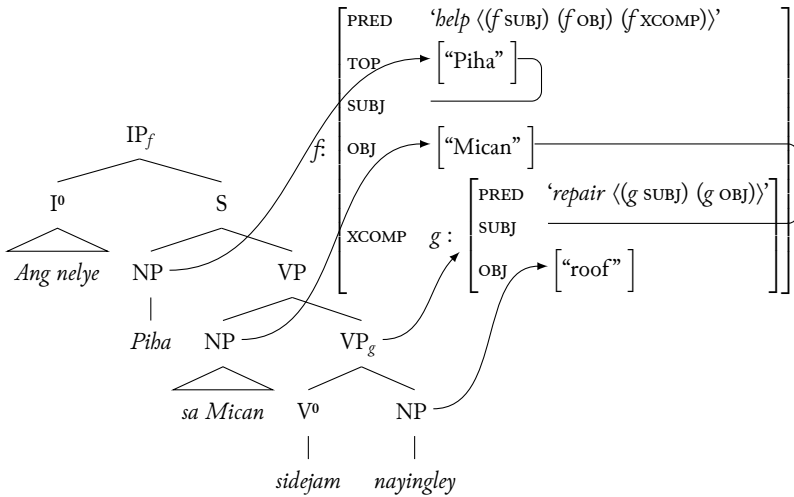 PRED ‘help ⟨(f SUBJ) (f OBJ) (f XCOMP)⟩’
TOP [“Piha”]
SUBJ
IP_f
f: OBJ [“Mican”]
PRED ‘repair ⟨(g SUBJ) (g OBJ)⟩’
I⁰ S
SUBJ
XCOMP g :
Ang nelye NP VP OBJ [“roof”]
Piha NP VP_g
sa Mican V⁰ NP
sidejam nayingley